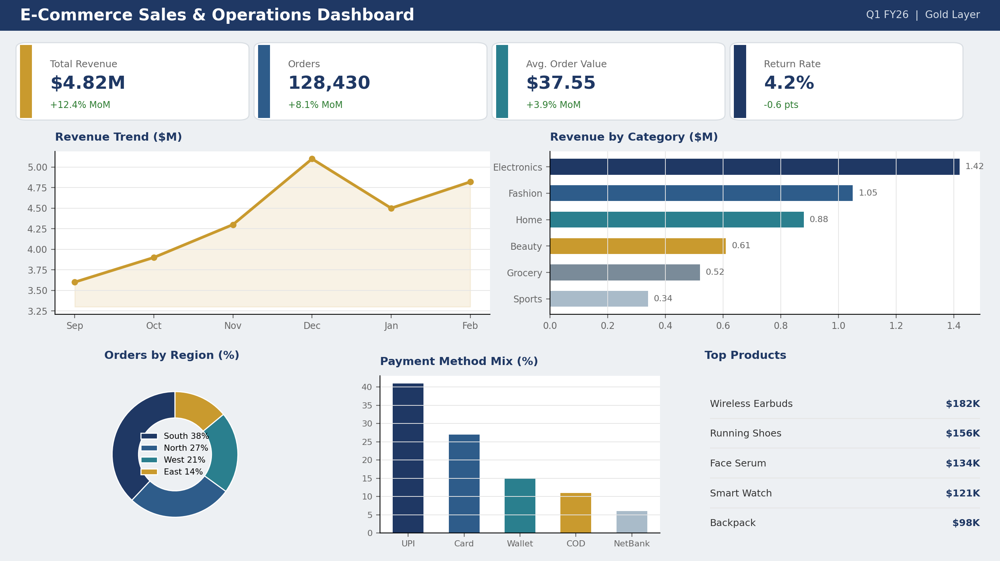 E-Commerce Sales & Operations Dashboard
Q1 FY26 | Gold Layer
Total Revenue
$4.82M
+12.4% MoM
Orders
128,430
+8.1% MoM
Avg. Order Value
$37.55
+3.9% MoM
Return Rate
4.2%
-0.6 pts
Revenue Trend ($M)
5.00
4.75
4.50
4.25
4.00
3.75
3.50
3.25
Sep Oct Nov Dec Jan Feb
Revenue by Category ($M)
Electronics 1.42
Fashion 1.05
Home 0.88
Beauty 0.61
Grocery 0.52
Sports 0.34
0.0 0.2 0.4 0.6 0.8 1.0 1.2 1.4
Orders by Region (%)
South 38%
North 27%
West 21%
East 14%
Payment Method Mix (%)
40
35
30
25
20
15
10
5
0
UPI Card Wallet COD NetBank
Top Products
Wireless Earbuds $182K
Running Shoes $156K
Face Serum $134K
Smart Watch $121K
Backpack $98K